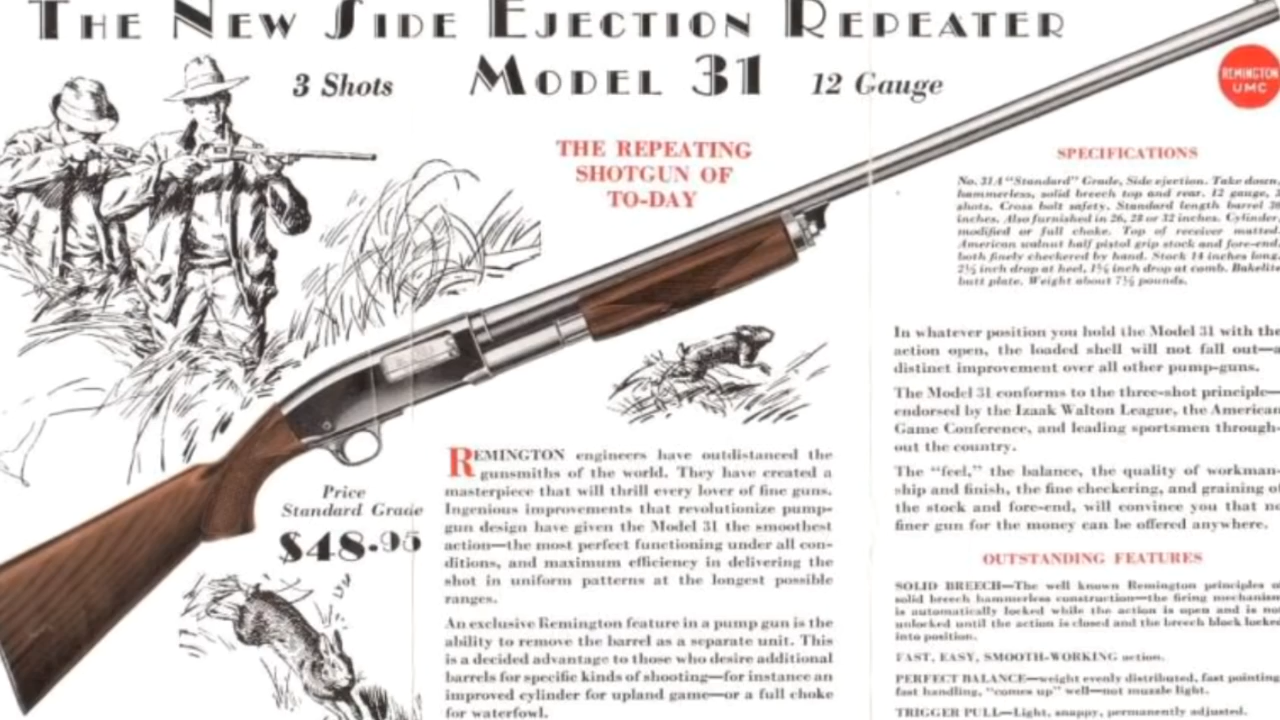 THE NEW SIDE EJECTION REPEATER
3 Shots MODEL 31 12 Gauge
REMINGTON
UMC
THE REPEATING
SHOTGUN OF
TO-DAY
SPECIFICATIONS
No. 31A "Standard" Grade, Side ejection. Take down,
hammerless, solid breech top and rear. 12 gauge, 3
shots. Cross bolt safety. Standard length barrel 30
inches. Also furnished in 26, 28 or 32 inches. Cylinder,
modified or full choke. Top of receiver matted.
American walnut half pistol grip stock and fore-end,
both finely checkered by hand. Stock 14 inches long,
2½ inch drop at heel, 1⅝ inch drop at comb. Bakelite
butt plate. Weight about 7½ pounds.
In whatever position you hold the Model 31 with the
action open, the loaded shell will not fall out—a
distinct improvement over all other pump-guns.
The Model 31 conforms to the three-shot principle—
endorsed by the Izaak Walton League, the American
Game Conference, and leading sportsmen through-
out the country.
The "feel," the balance, the quality of workman-
ship and finish, the fine checkering, and graining of
the stock and fore-end, will convince you that no
finer gun for the money can be offered anywhere.
OUTSTANDING FEATURES
SOLID BREECH—The well known Remington principles of
solid breech hammerless construction—the firing mechanism
is automatically locked while the action is open and is not
unlocked until the action is closed and the breech block locked
into position.
FAST, EASY, SMOOTH-WORKING action.
PERFECT BALANCE—weight evenly distributed, fast pointing,
fast handling, "comes up" well—not muzzle light.
TRIGGER PULL—Light, snappy, permanently adjusted.
Price
Standard Grade
$48.95
REMINGTON engineers have outdistanced the
gunsmiths of the world. They have created a
masterpiece that will thrill every lover of fine guns.
Ingenious improvements that revolutionize pump-
gun design have given the Model 31 the smoothest
action—the most perfect functioning under all con-
ditions, and maximum efficiency in delivering the
shot in uniform patterns at the longest possible
ranges.
An exclusive Remington feature in a pump gun is the
ability to remove the barrel as a separate unit. This
is a decided advantage to those who desire additional
barrels for specific kinds of shooting—for instance an
improved cylinder for upland game—or a full choke
for waterfowl.